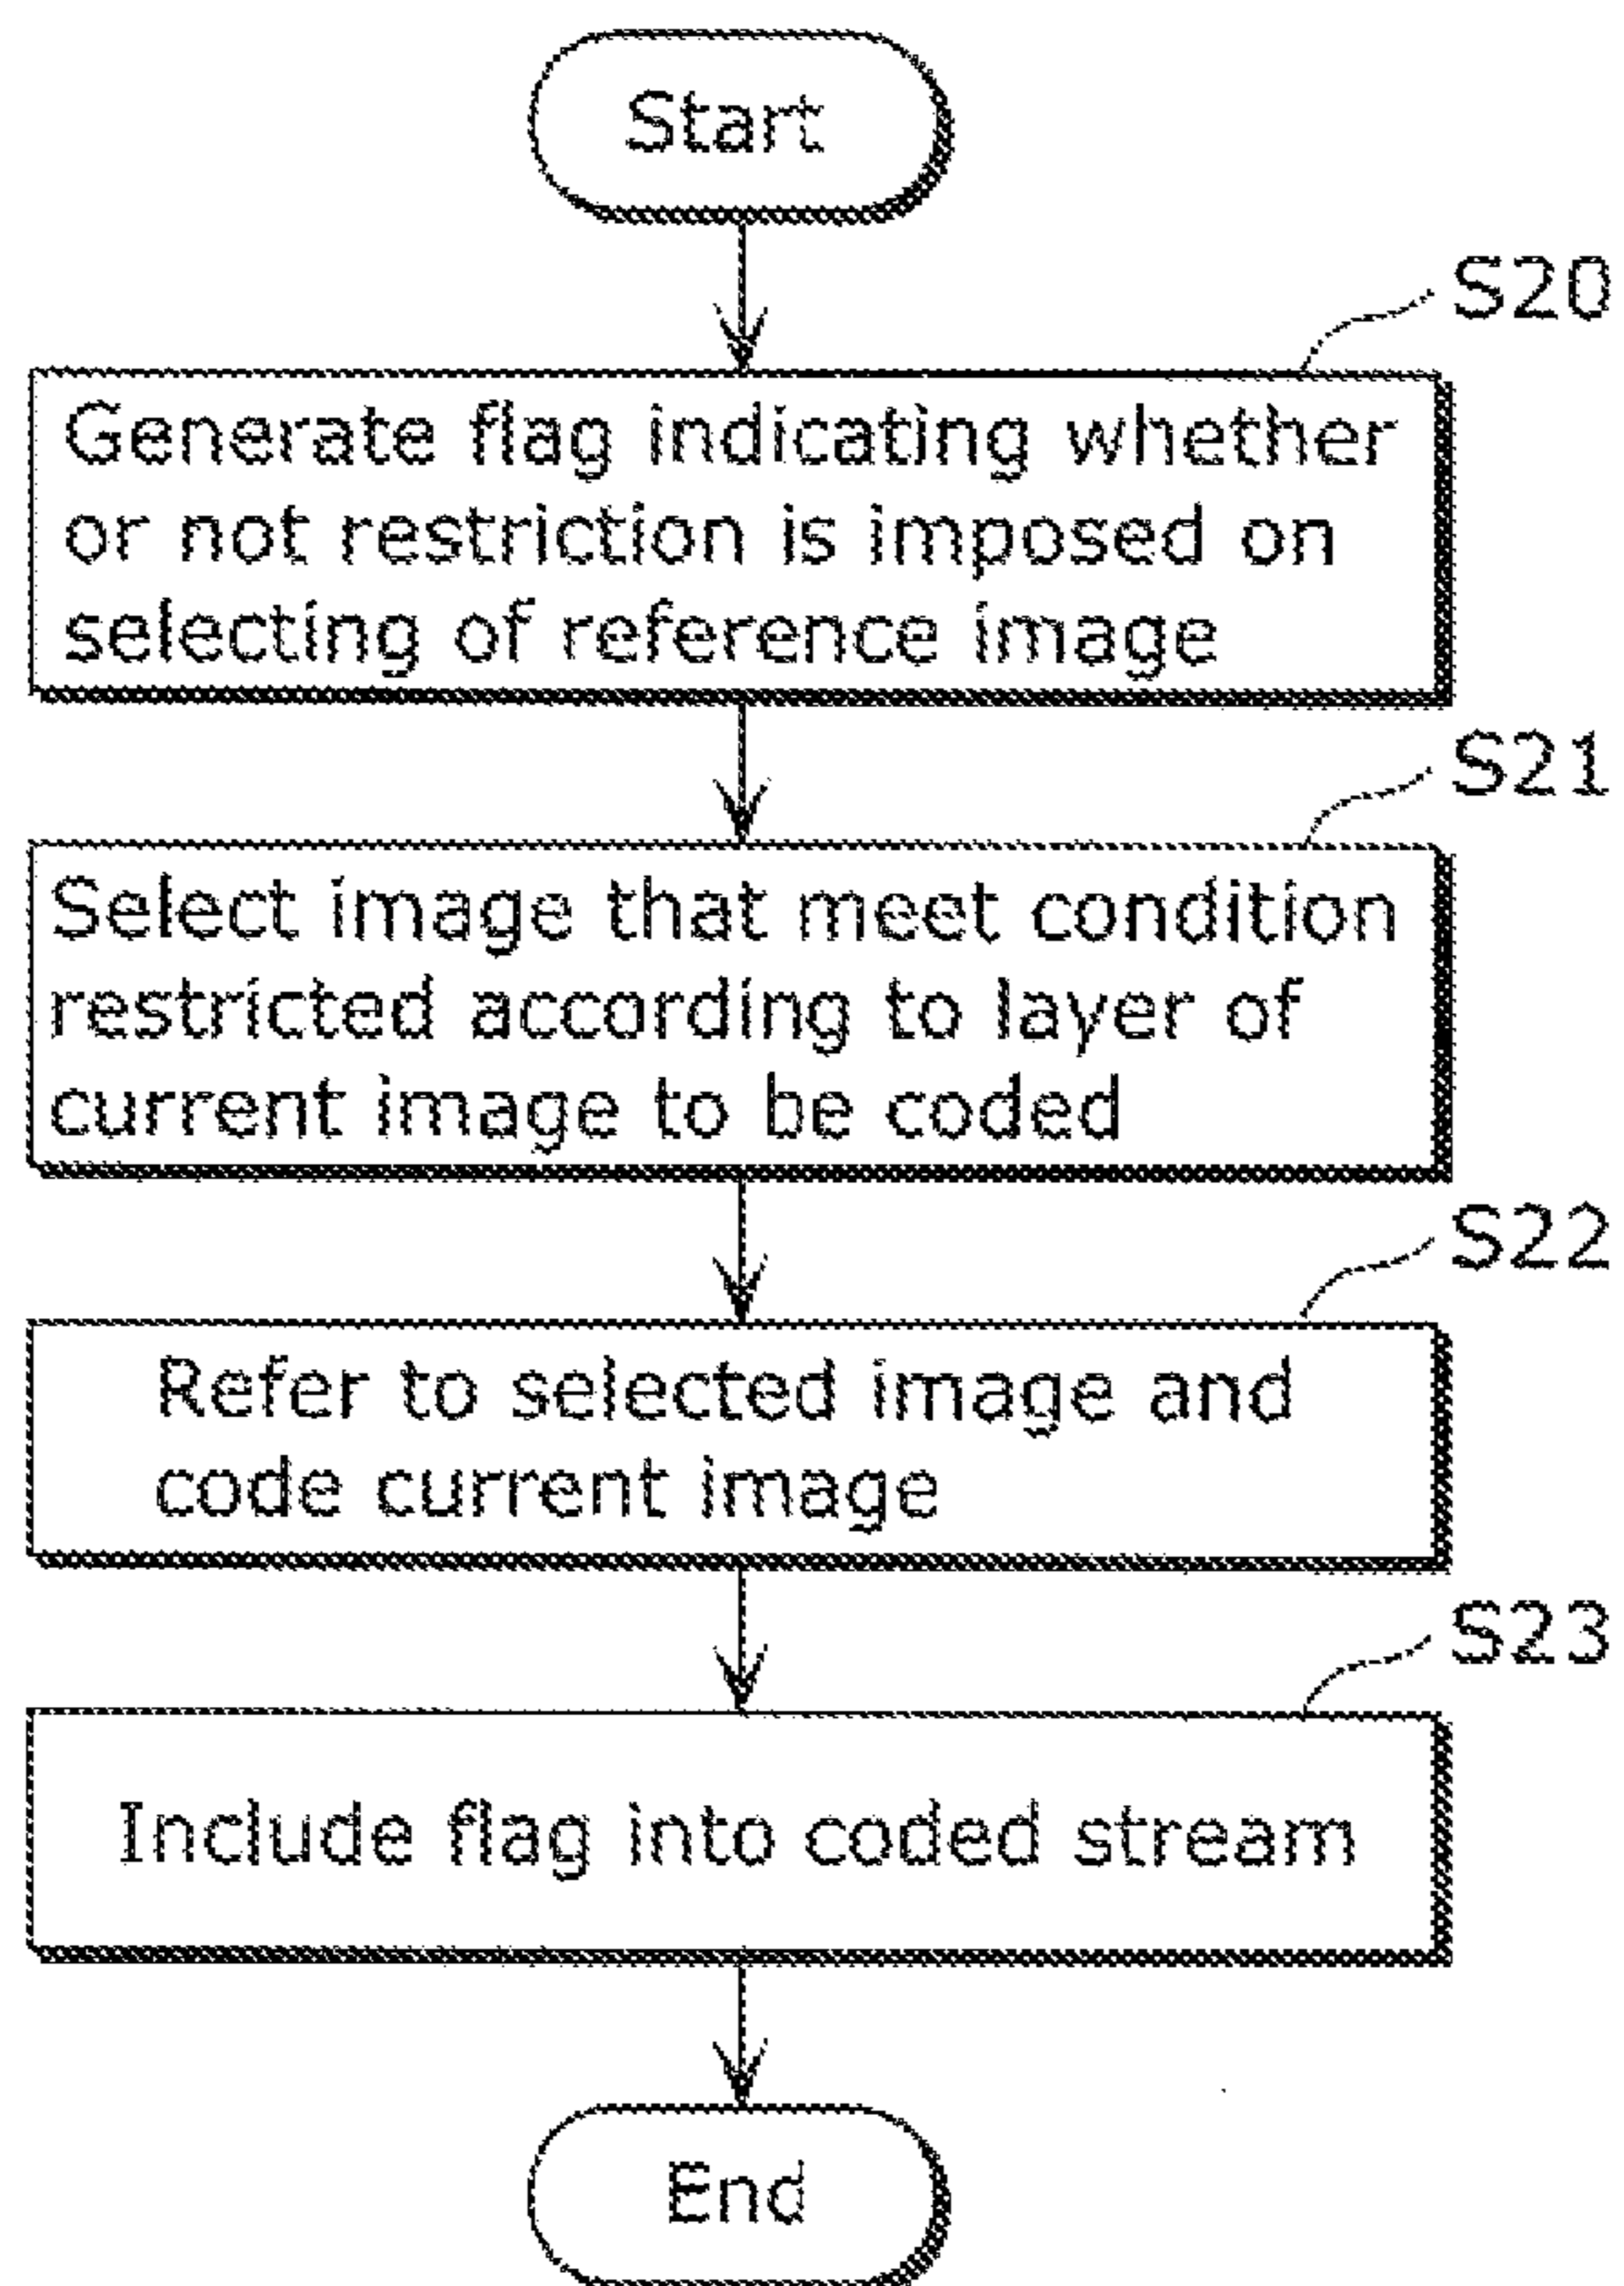 Start
S20
Generate flag indicating whether
or not restriction is imposed on
selecting of reference image
S21
Select image that meet condition
restricted according to layer of
current image to be coded
S22
Refer to selected image and
code current image
S23
Include flag into coded stream
End